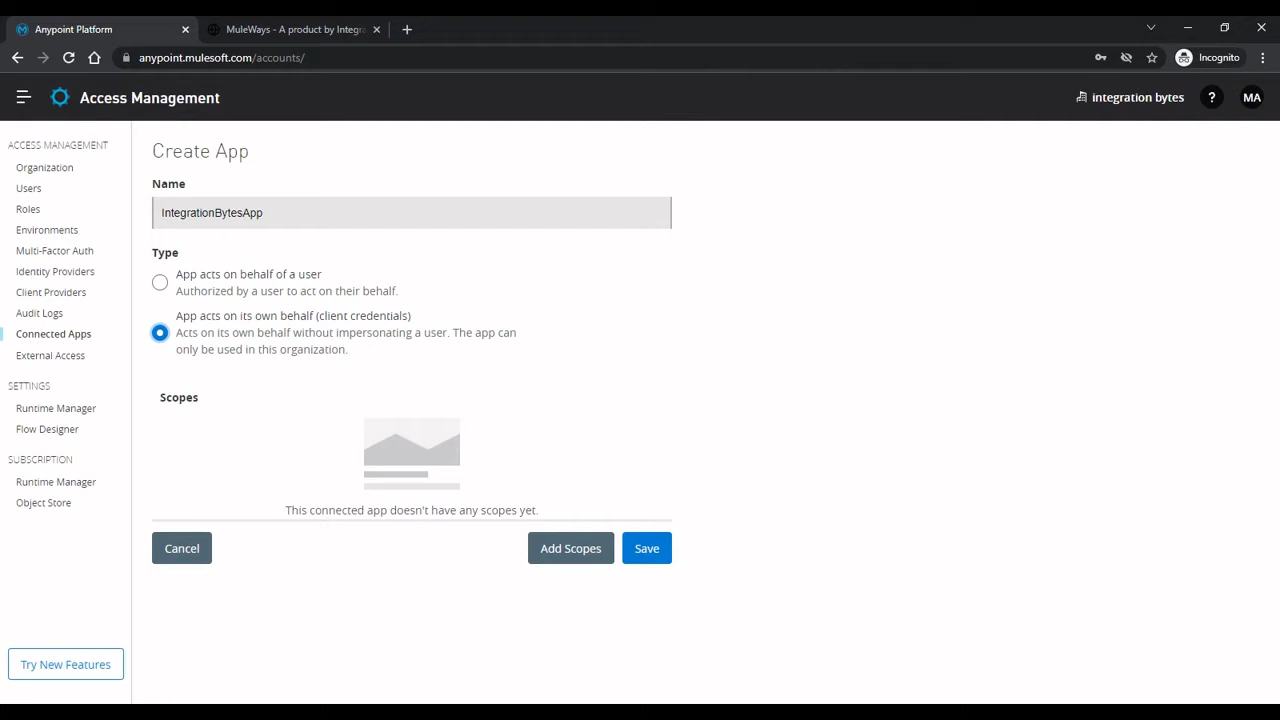 Anypoint Platform
MuleWays - A product by Integra
anypoint.mulesoft.com/accounts/
Incognito
Access Management
integration bytes
?
MA
ACCESS MANAGEMENT
Organization
Users
Roles
Environments
Multi-Factor Auth
Identity Providers
Client Providers
Audit Logs
Connected Apps
External Access
SETTINGS
Runtime Manager
Flow Designer
SUBSCRIPTION
Runtime Manager
Object Store
Try New Features
Create App
Name
IntegrationBytesApp
Type
App acts on behalf of a user
Authorized by a user to act on their behalf.
App acts on its own behalf (client credentials)
Acts on its own behalf without impersonating a user. The app can
only be used in this organization.
Scopes
This connected app doesn't have any scopes yet.
Cancel
Add Scopes
Save